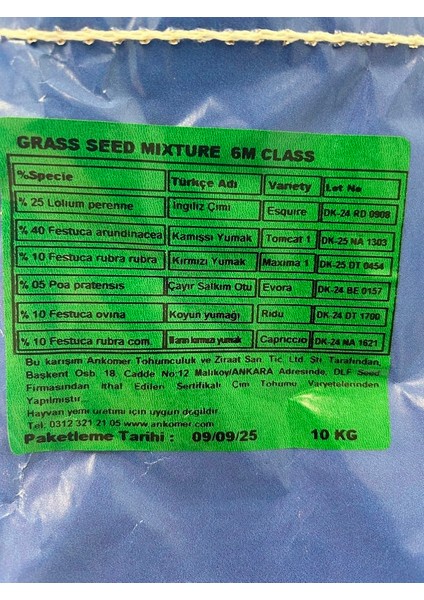 GRASS SEED MIXTURE 6M CLASS
%Specie Türkçe Adı Variety Lot No
% 25 Lolium perenne İngiliz Çimi Esquire DK-24 RD 0908
% 40 Festuca arundinacea Kamışsı Yumak Tomcat 1 DK-25 NA 1303
% 10 Festuca rubra rubra Kırmızı Yumak Maxima 1 DK-25 DT 0454
% 05 Poa pratensis Çayır Salkım Otu Evora DK-24 BE 0157
% 10 Festuca ovina Koyun yumağı Ridu DK-24 DT 1700
% 10 Festuca rubra com. Yarı kırmızı yumak Capriccio DK-24 NA 1621
Bu karışım Ankomer Tohumculuk ve Ziraat San. Tic. Ltd. Şti Tarafından,
Başkent Osb. 18. Cadde No:12 Malıköy/ANKARA Adresinde, DLF Seed
Firmasından İthal Edilen Sertifikalı Çim Tohumu Varyetelerinden
Yapılmıştır...
Hayvan yemi üretimi için uygun değildir.
Tel: 0312 321 21 05 www.ankomer.com
Paketleme Tarihi : 09/09/25 10 KG